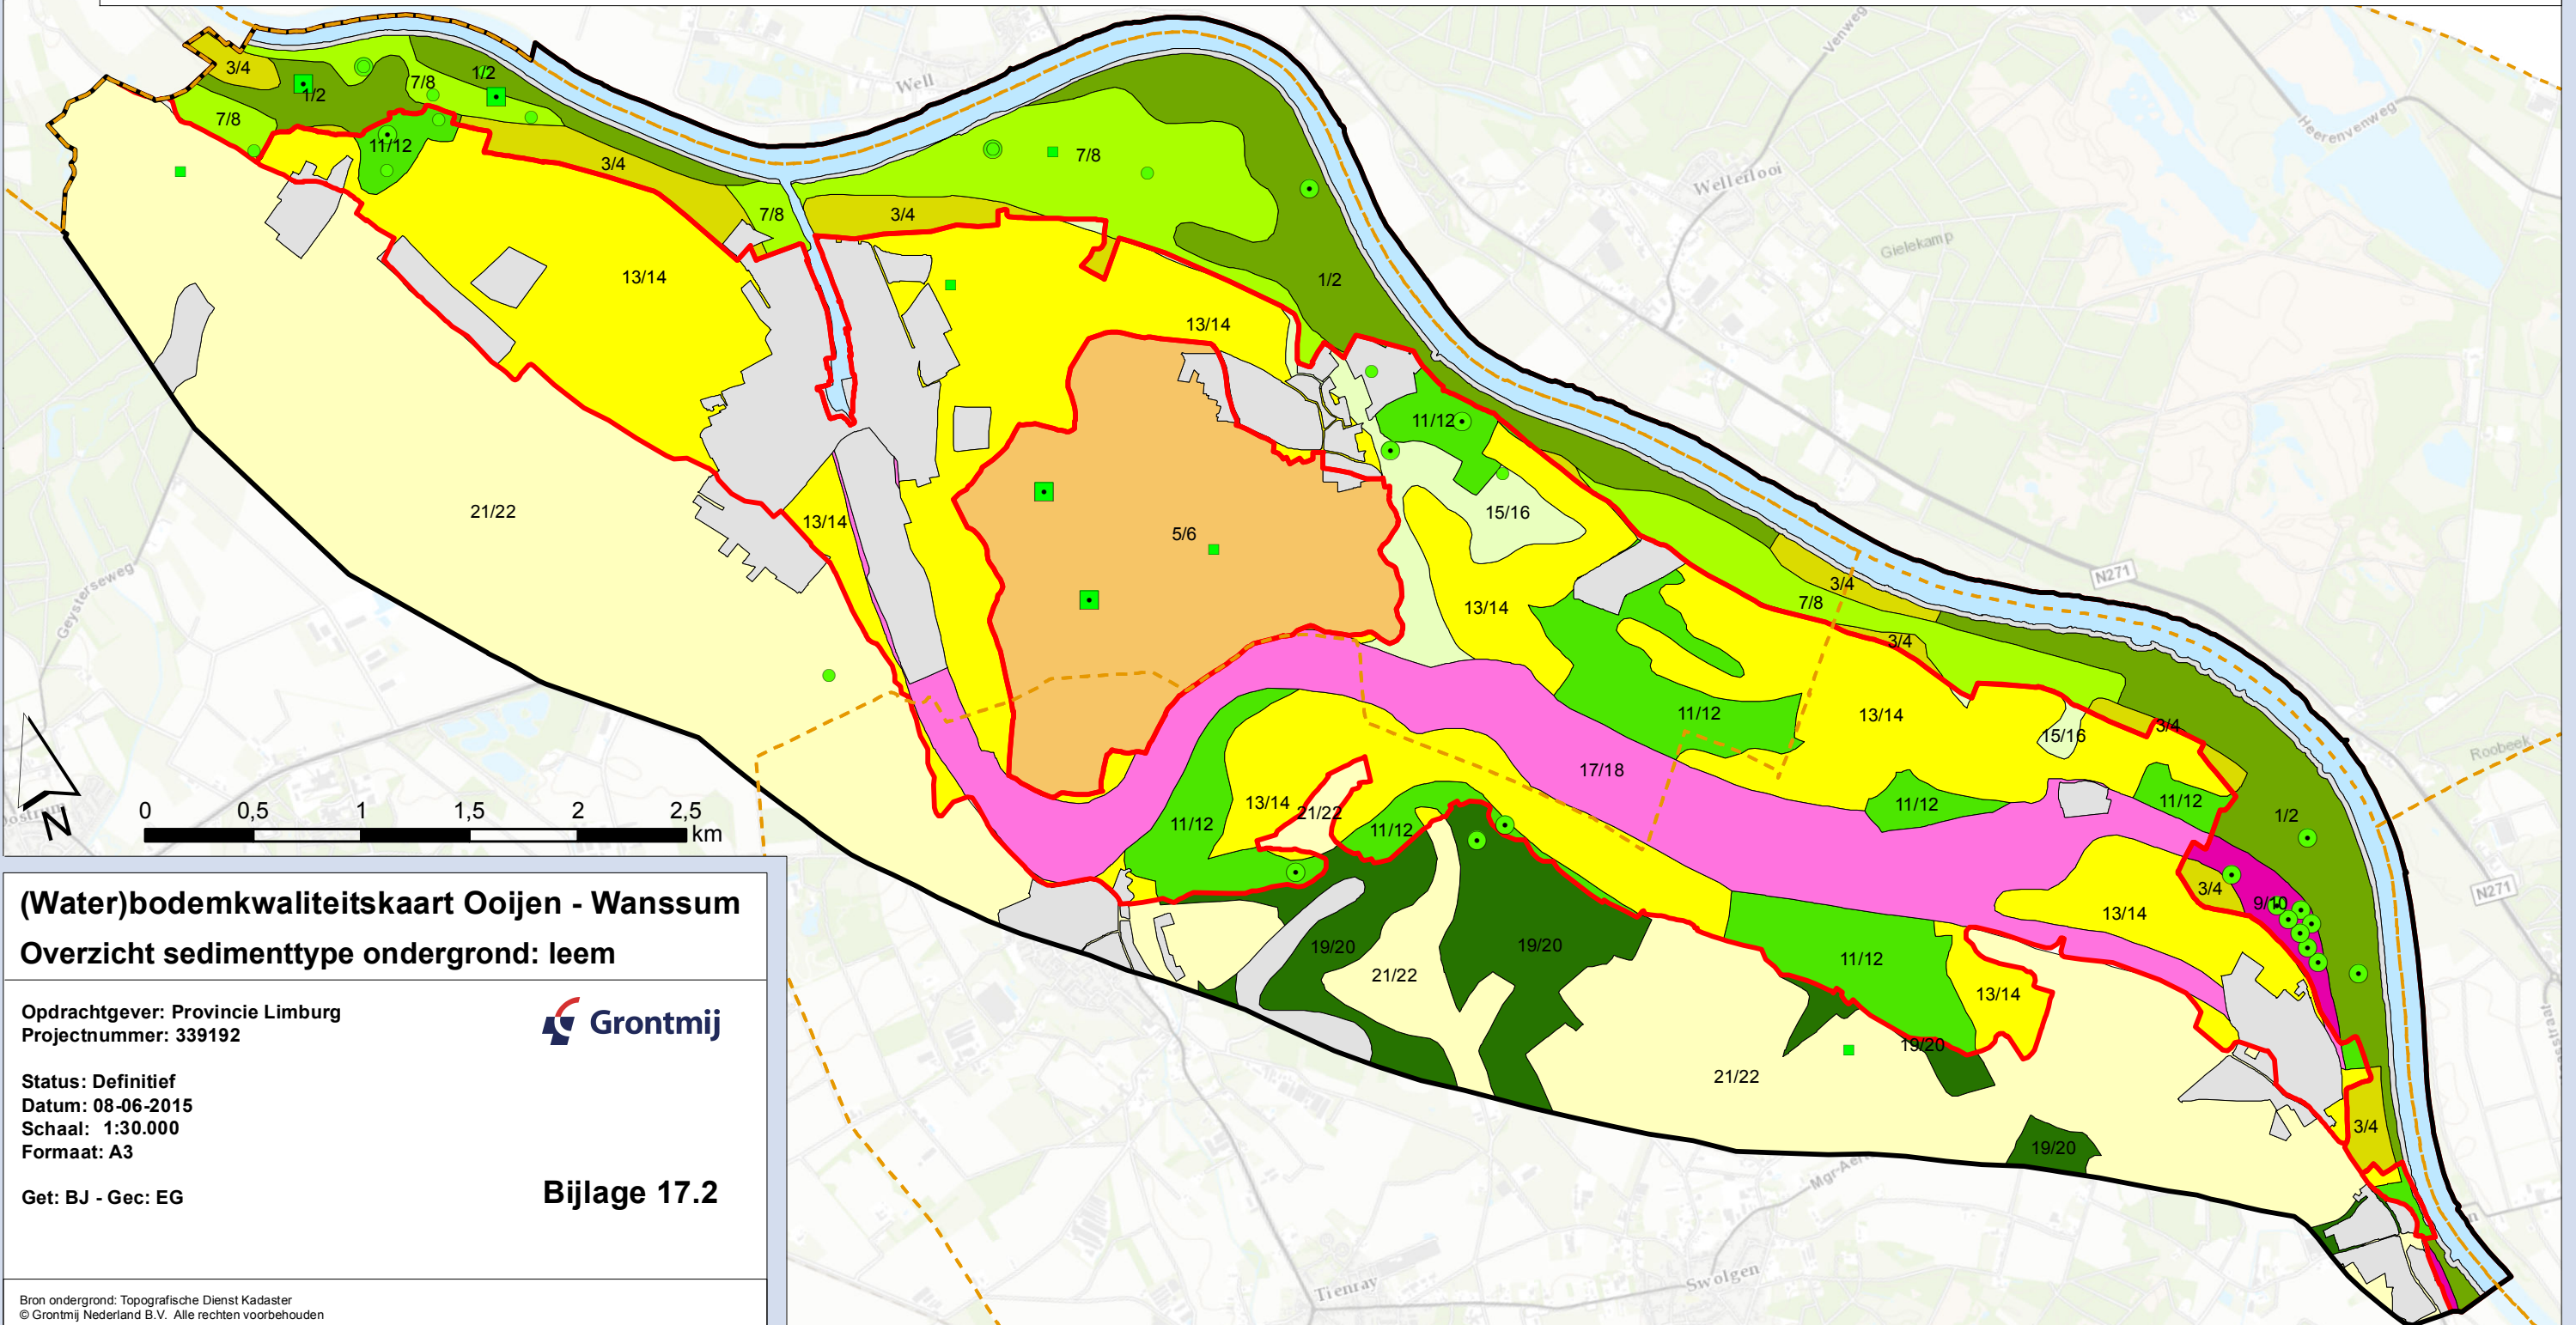 Well
Venweg
Heerenvenweg
Wellerlooi
Gielekamp
3/4
1/2
7/8
1/2
7/8
11/12
3/4
7/8
3/4
7/8
1/2
13/14
13/14
21/22
13/14
5/6
11/12
15/16
13/14
3/4
7/8
3/4
N271
Geysterseweg
11/12
13/14
15/16
3/4
17/18
11/12
11/12
1/2
Roobeek
N271
13/14
21/22
11/12
11/12
19/20
21/22
19/20
11/12
13/14
13/14
3/4
9/10
19/20
21/22
19/20
3/4
Tienray
Swolgen
N
0 0,5 1 1,5 2 2,5
km
(Water)bodemkwaliteitskaart Ooijen - Wanssum
Overzicht sedimenttype ondergrond: leem
Opdrachtgever: Provincie Limburg
Projectnummer: 339192
Grontmij
Status: Definitief
Datum: 08-06-2015
Schaal: 1:30.000
Formaat: A3
Get: BJ - Gec: EG
Bijlage 17.2
Bron ondergrond: Topografische Dienst Kadaster
© Grontmij Nederland B.V. Alle rechten voorbehouden